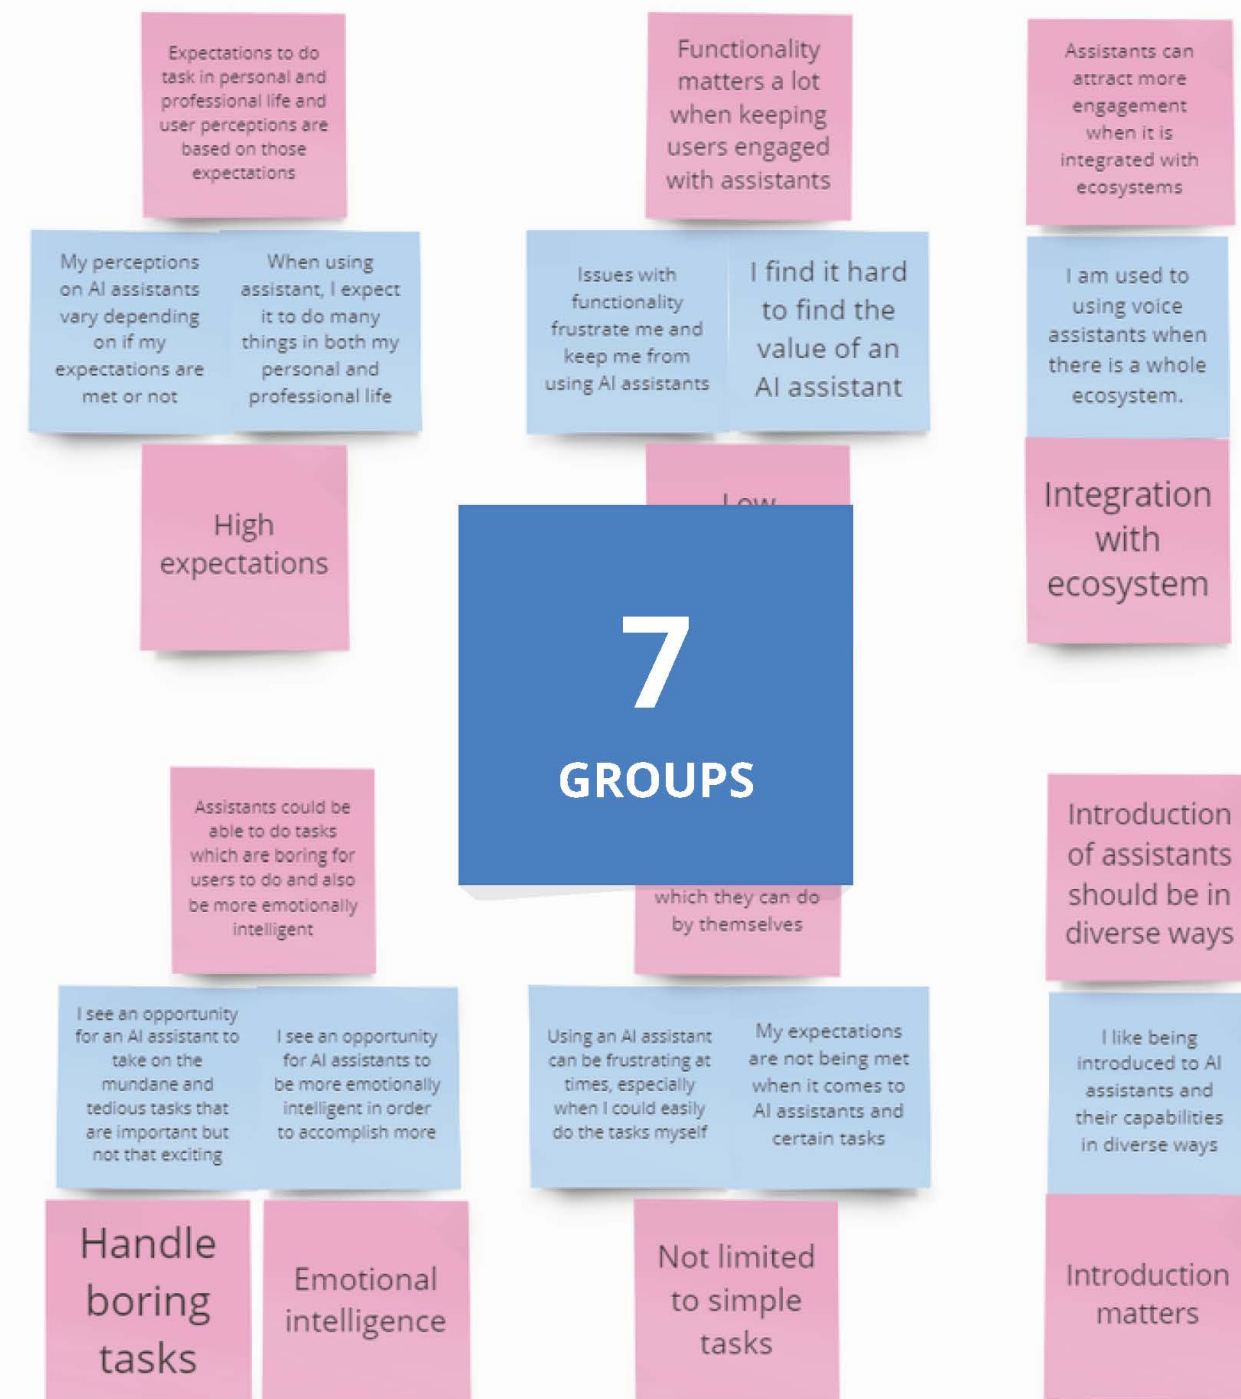 Expectations to do
task in personal and
professional life and
user perceptions are
based on those
expectations
Functionality
matters a lot
when keeping
users engaged
with assistants
Assistants can
attract more
engagement
when it is
integrated with
ecosystems
My perceptions
on AI assistants
vary depending
on if my
expectations are
met or not
When using
assistant, I expect
it to do many
things in both my
personal and
professional life
Issues with
functionality
frustrate me and
keep me from
using AI assistants
I find it hard
to find the
value of an
AI assistant
I am used to
using voice
assistants when
there is a whole
ecosystem.
High
expectations
Low
Integration
with
ecosystem
7
GROUPS
Assistants could be
able to do tasks
which are boring for
users to do and also
be more emotionally
intelligent
which they can do
by themselves
Introduction
of assistants
should be in
diverse ways
I see an opportunity
for an AI assistant to
take on the
mundane and
tedious tasks that
are important but
not that exciting
I see an opportunity
for AI assistants to
be more emotionally
intelligent in order
to accomplish more
Using an AI assistant
can be frustrating at
times, especially
when I could easily
do the tasks myself
My expectations
are not being met
when it comes to
AI assistants and
certain tasks
I like being
introduced to AI
assistants and
their capabilities
in diverse ways
Handle
boring
tasks
Emotional
intelligence
Not limited
to simple
tasks
Introduction
matters